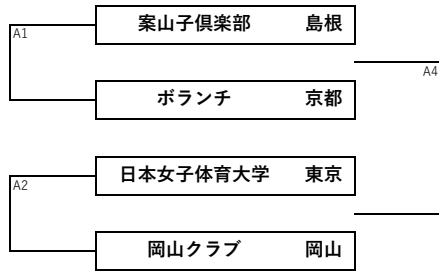 案山子倶楽部 島根
A1
A4
ボランチ 京都
日本女子体育大学 東京
A2
岡山クラブ 岡山